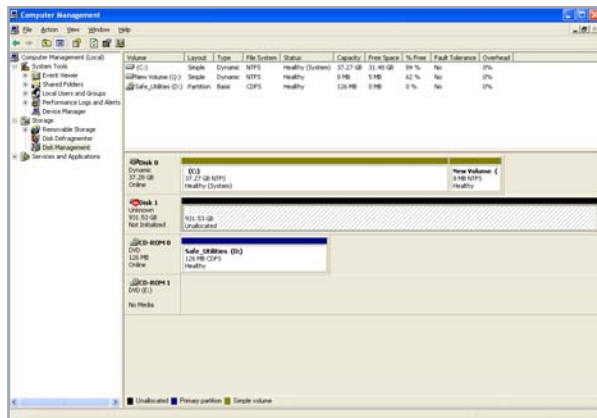 Computer Management
File Action View Window Help
Computer Management (Local)
System Tools
Event Viewer
Shared Folders
Local Users and Groups
Performance Logs and Alerts
Device Manager
Storage
Removable Storage
Disk Defragmenter
Disk Management
Services and Applications
Volume Layout Type File System Status Capacity Free Space % Free Fault Tolerance Overhead
(C:) Simple Dynamic NTFS Healthy (System) 37.27 GB 31.48 GB 84 % No 0%
New Volume (Q:) Simple Dynamic NTFS Healthy 8 MB 5 MB 62 % No 0%
Safe_Utilities (D:) Partition Basic CDFS Healthy 126 MB 0 MB 0 % No 0%
Disk 0
Dynamic
37.28 GB
Online
(C:)
37.27 GB NTFS
Healthy (System)
New Volume (
8 MB NTFS
Healthy
Disk 1
Unknown
931.53 GB
Not Initialized
931.53 GB
Unallocated
CD-ROM 0
DVD
126 MB
Online
Safe_Utilities (D:)
126 MB CDFS
Healthy
CD-ROM 1
DVD (E:)
No Media
Unallocated Primary partition Simple volume